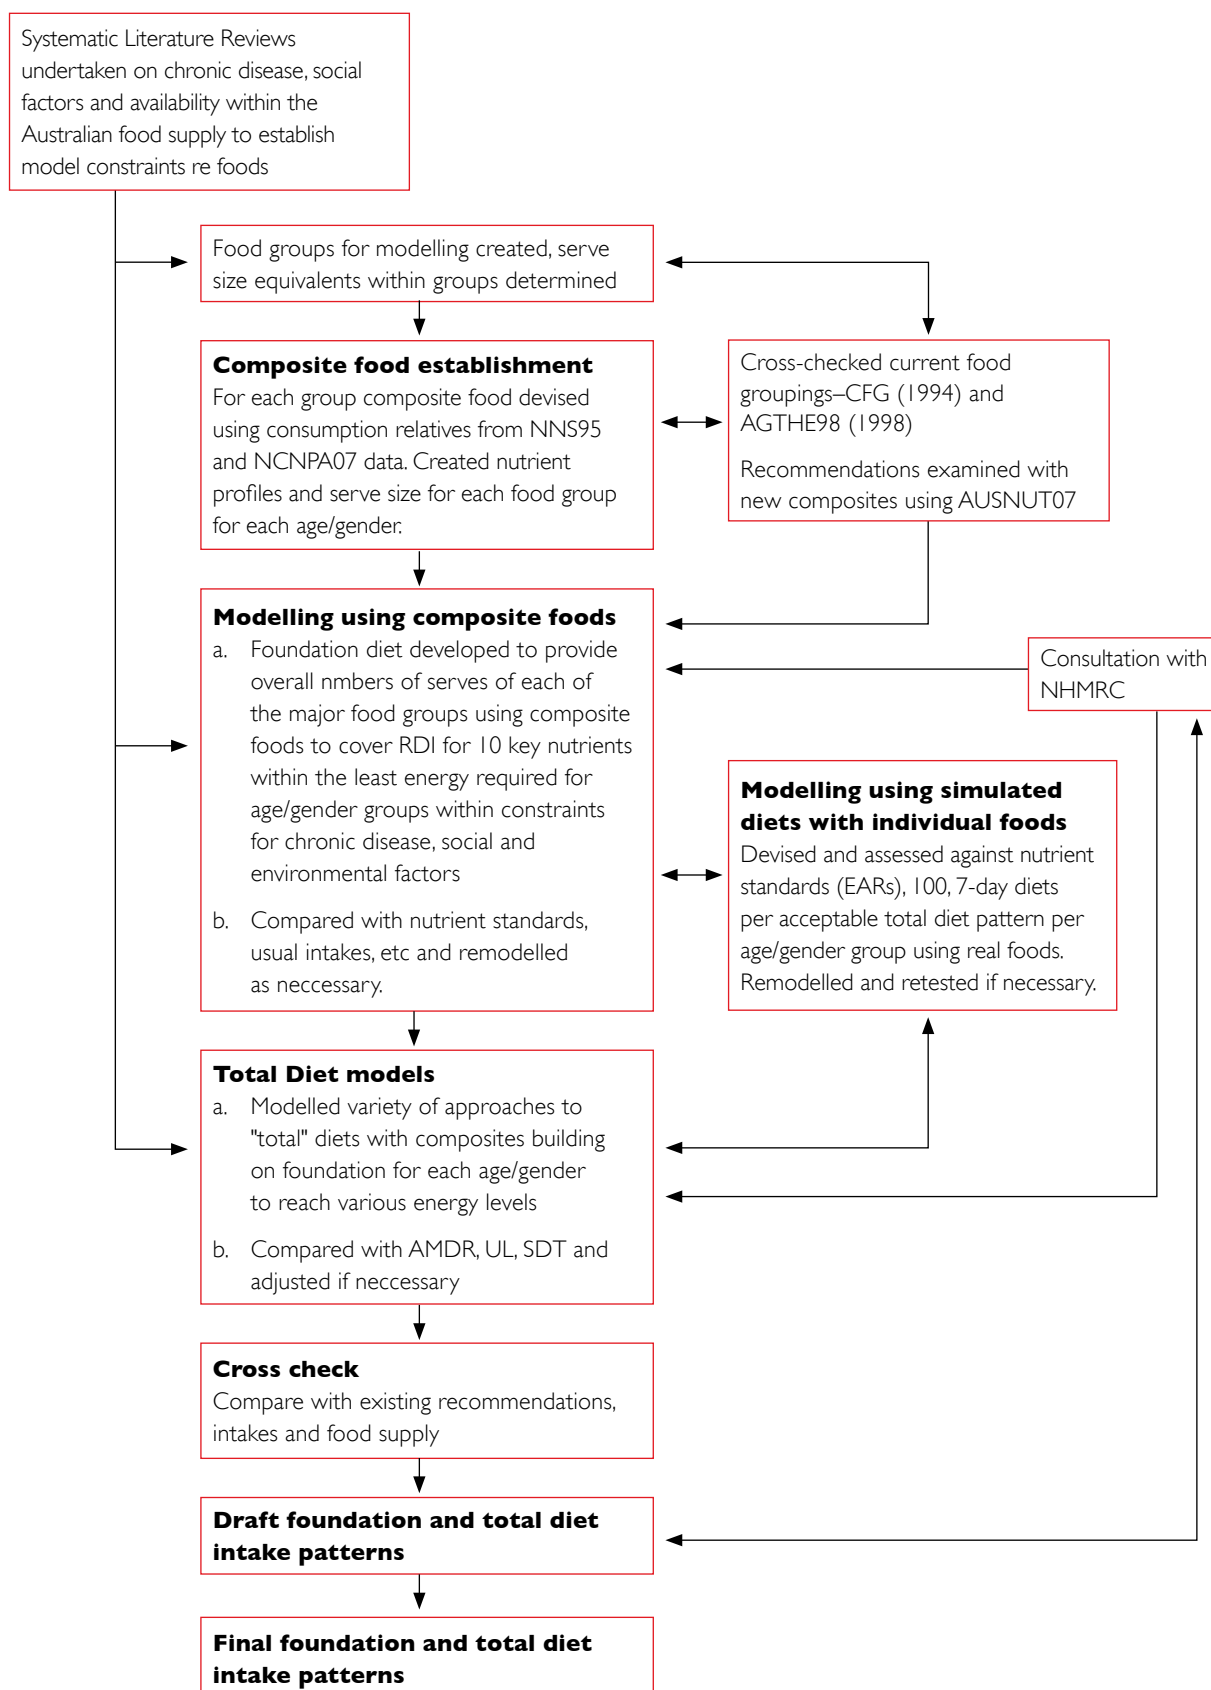 Systematic Literature Reviews
undertaken on chronic disease, social
factors and availability within the
Australian food supply to establish
model constraints re foods
Food groups for modelling created, serve
size equivalents within groups determined
Composite food establishment
For each group composite food devised
using consumption relatives from NNS95
and NCNPA07 data. Created nutrient
profiles and serve size for each food group
for each age/gender.
Cross-checked current food
groupings–CFG (1994) and
AGTHE98 (1998)
Recommendations examined with
new composites using AUSNUT07
Modelling using composite foods
a. Foundation diet developed to provide
overall nmbers of serves of each of
the major food groups using composite
foods to cover RDI for 10 key nutrients
within the least energy required for
age/gender groups within constraints
for chronic disease, social and
environmental factors
b. Compared with nutrient standards,
usual intakes, etc and remodelled
as neccessary.
Consultation with
NHMRC
Modelling using simulated
diets with individual foods
Devised and assessed against nutrient
standards (EARs), 100, 7-day diets
per acceptable total diet pattern per
age/gender group using real foods.
Remodelled and retested if necessary.
Total Diet models
a. Modelled variety of approaches to
"total" diets with composites building
on foundation for each age/gender
to reach various energy levels
b. Compared with AMDR, UL, SDT and
adjusted if neccessary
Cross check
Compare with existing recommendations,
intakes and food supply
Draft foundation and total diet
intake patterns
Final foundation and total diet
intake patterns